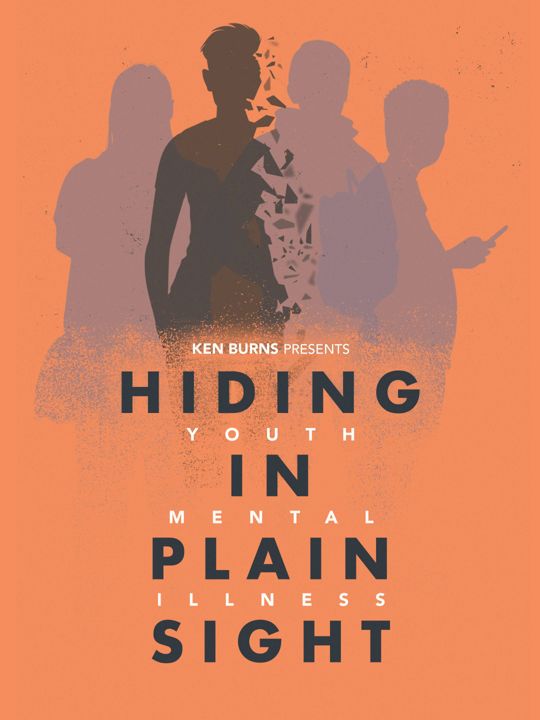 KEN BURNS PRESENTS
HIDING
YOUTH
IN
MENTAL
PLAIN
ILLNESS
SIGHT